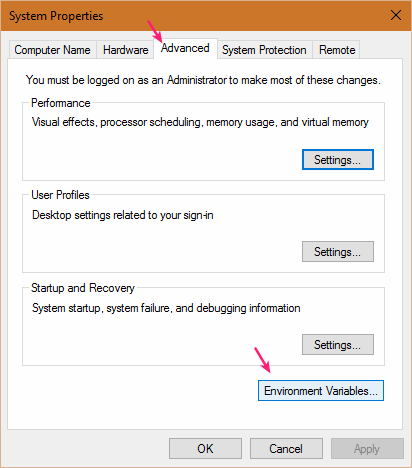 System Properties
Computer Name Hardware Advanced System Protection Remote
You must be logged on as an Administrator to make most of these changes.
Performance
Visual effects, processor scheduling, memory usage, and virtual memory
Settings...
User Profiles
Desktop settings related to your sign-in
Settings...
Startup and Recovery
System startup, system failure, and debugging information
Settings...
Environment Variables...
OK Cancel Apply